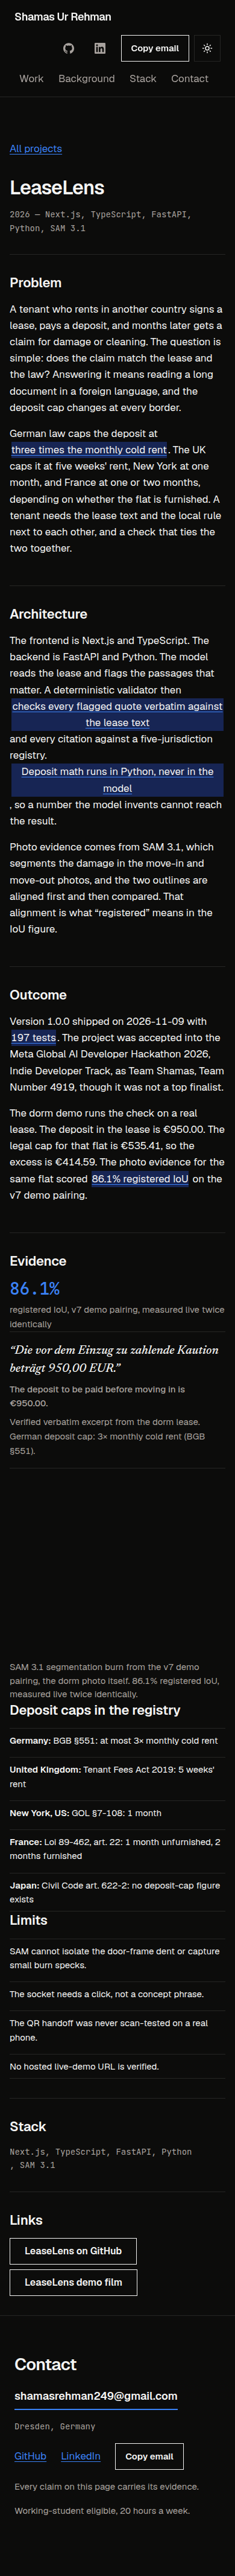 Shamas Ur Rehman
Copy email
Work Background Stack Contact
All projects
LeaseLens
2026 — Next.js, TypeScript, FastAPI,
Python, SAM 3.1
Problem
A tenant who rents in another country signs a
lease, pays a deposit, and months later gets a
claim for damage or cleaning. The question is
simple: does the claim match the lease and
the law? Answering it means reading a long
document in a foreign language, and the
deposit cap changes at every border.
German law caps the deposit at
three times the monthly cold rent. The UK
caps it at five weeks' rent, New York at one
month, and France at one or two months,
depending on whether the flat is furnished. A
tenant needs the lease text and the local rule
next to each other, and a check that ties the
two together.
Architecture
The frontend is Next.js and TypeScript. The
backend is FastAPI and Python. The model
reads the lease and flags the passages that
matter. A deterministic validator then
checks every flagged quote verbatim against
the lease text
and every citation against a five-jurisdiction
registry.
Deposit math runs in Python, never in the
model
, so a number the model invents cannot reach
the result.
Photo evidence comes from SAM 3.1, which
segments the damage in the move-in and
move-out photos, and the two outlines are
aligned first and then compared. That
alignment is what “registered” means in the
IoU figure.
Outcome
Version 1.0.0 shipped on 2026-11-09 with
197 tests. The project was accepted into the
Meta Global AI Developer Hackathon 2026,
Indie Developer Track, as Team Shamas, Team
Number 4919, though it was not a top finalist.
The dorm demo runs the check on a real
lease. The deposit in the lease is €950.00. The
legal cap for that flat is €535.41, so the
excess is €414.59. The photo evidence for the
same flat scored 86.1% registered IoU on the
v7 demo pairing.
Evidence
86.1%
registered IoU, v7 demo pairing, measured live twice
identically
“Die vor dem Einzug zu zahlende Kaution
beträgt 950,00 EUR.”
The deposit to be paid before moving in is
€950.00.
Verified verbatim excerpt from the dorm lease.
German deposit cap: 3× monthly cold rent (BGB
§551).
SAM 3.1 segmentation burn from the v7 demo
pairing, the dorm photo itself. 86.1% registered IoU,
measured live twice identically.
Deposit caps in the registry
Germany: BGB §551: at most 3× monthly cold rent
United Kingdom: Tenant Fees Act 2019: 5 weeks'
rent
New York, US: GOL §7-108: 1 month
France: Loi 89-462, art. 22: 1 month unfurnished, 2
months furnished
Japan: Civil Code art. 622-2: no deposit-cap figure
exists
Limits
SAM cannot isolate the door-frame dent or capture
small burn specks.
The socket needs a click, not a concept phrase.
The QR handoff was never scan-tested on a real
phone.
No hosted live-demo URL is verified.
Stack
Next.js, TypeScript, FastAPI, Python
, SAM 3.1
Links
LeaseLens on GitHub
LeaseLens demo film
Contact
shamasrehman249@gmail.com
Dresden, Germany
GitHub LinkedIn Copy email
Every claim on this page carries its evidence.
Working-student eligible, 20 hours a week.